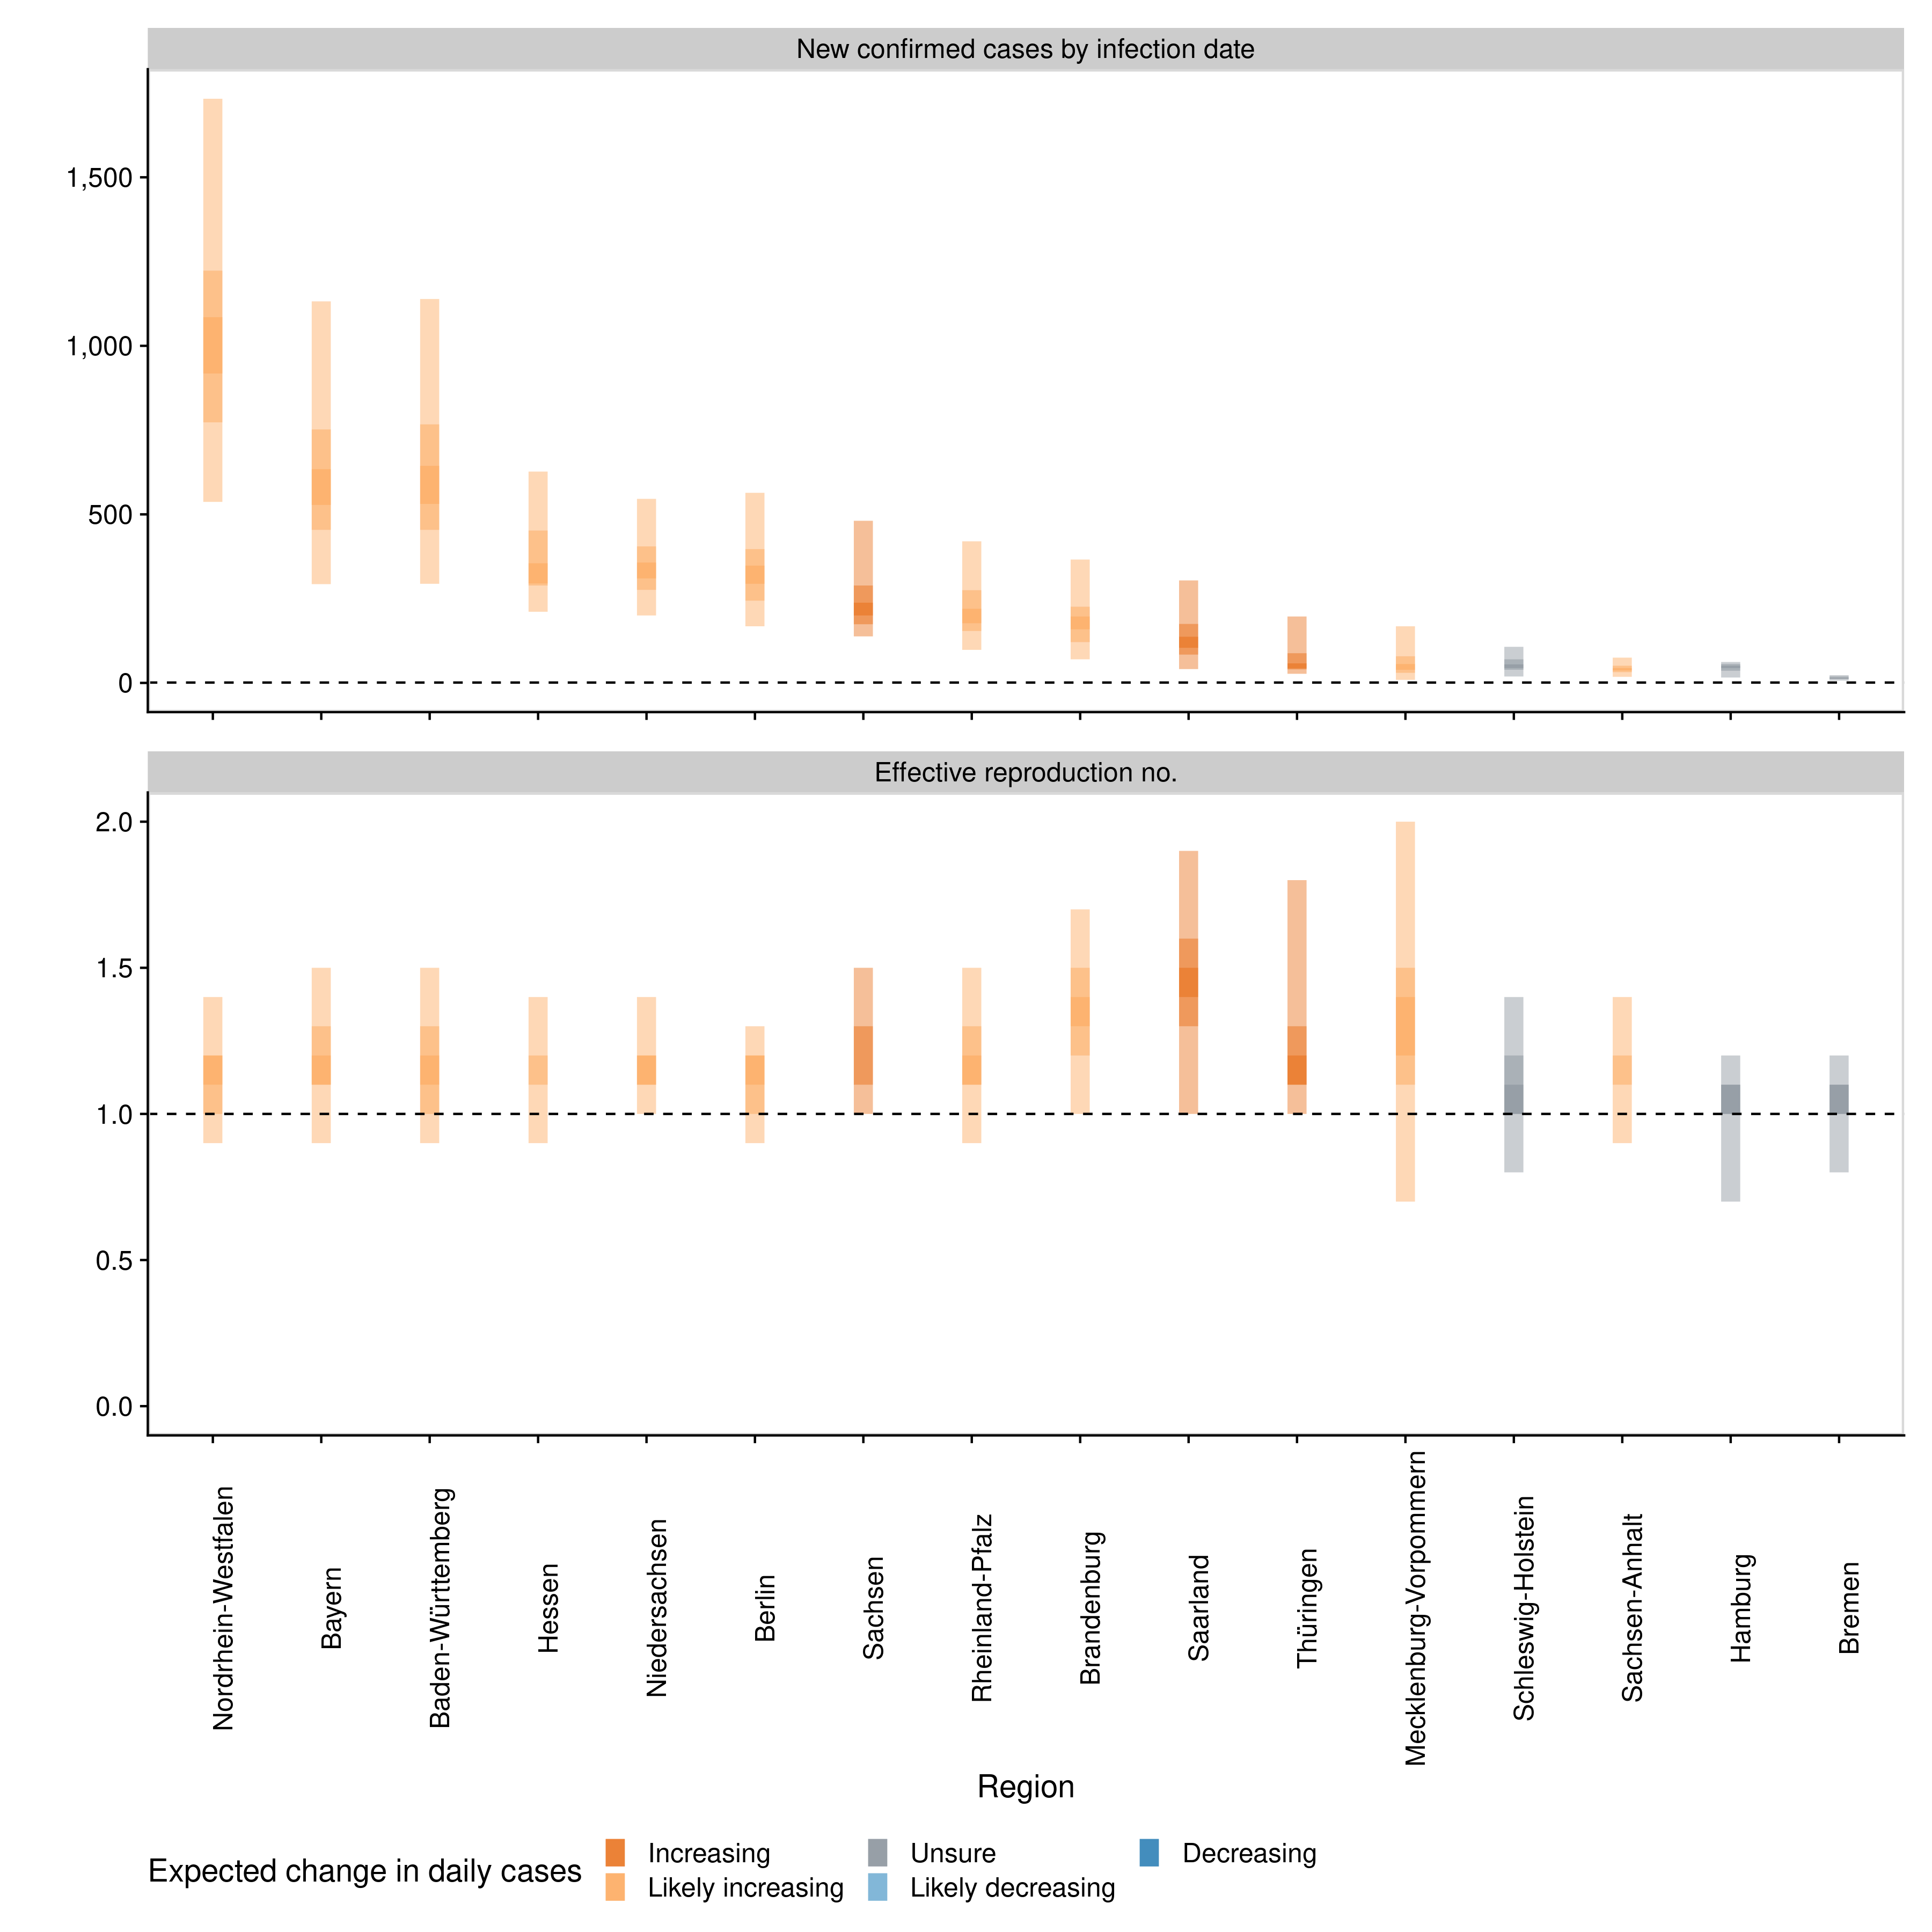 New confirmed cases by infection date
1,500
1,000
500
0
Effective reproduction no.
2.0
1.5
1.0
0.5
0.0
Nordrhein-Westfalen
Bayern
Baden-Württemberg
Hessen
Niedersachsen
Berlin
Sachsen
Rheinland-Pfalz
Brandenburg
Saarland
Thüringen
Mecklenburg-Vorpommern
Schleswig-Holstein
Sachsen-Anhalt
Hamburg
Bremen
Region
Expected change in daily cases
Increasing
Likely increasing
Unsure
Likely decreasing
Decreasing